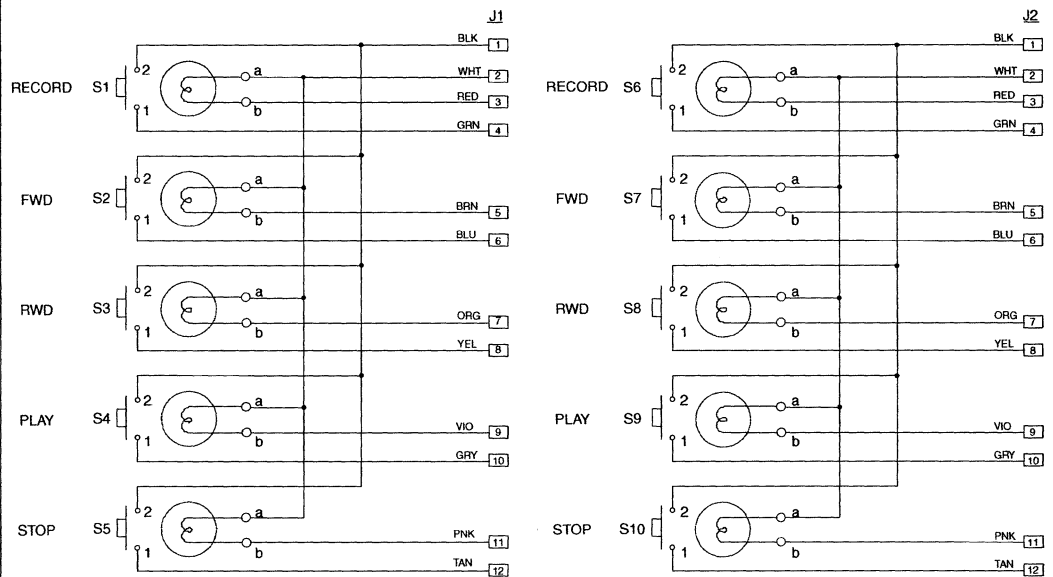 J1
BLK 1
2 a WHT 2
RECORD S1
b RED 3
1 GRN 4
2 a
FWD S2
b BRN 5
1 BLU 6
2 a
RWD S3
b ORG 7
1 YEL 8
2 a
PLAY S4
b VIO 9
1 GRY 10
2 a
STOP S5
b PNK 11
1 TAN 12
J2
BLK 1
2 a WHT 2
RECORD S6
b RED 3
1 GRN 4
2 a
FWD S7
b BRN 5
1 BLU 6
2 a
RWD S8
b ORG 7
1 YEL 8
2 a
PLAY S9
b VIO 9
1 GRY 10
2 a
STOP S10
b PNK 11
1 TAN 12